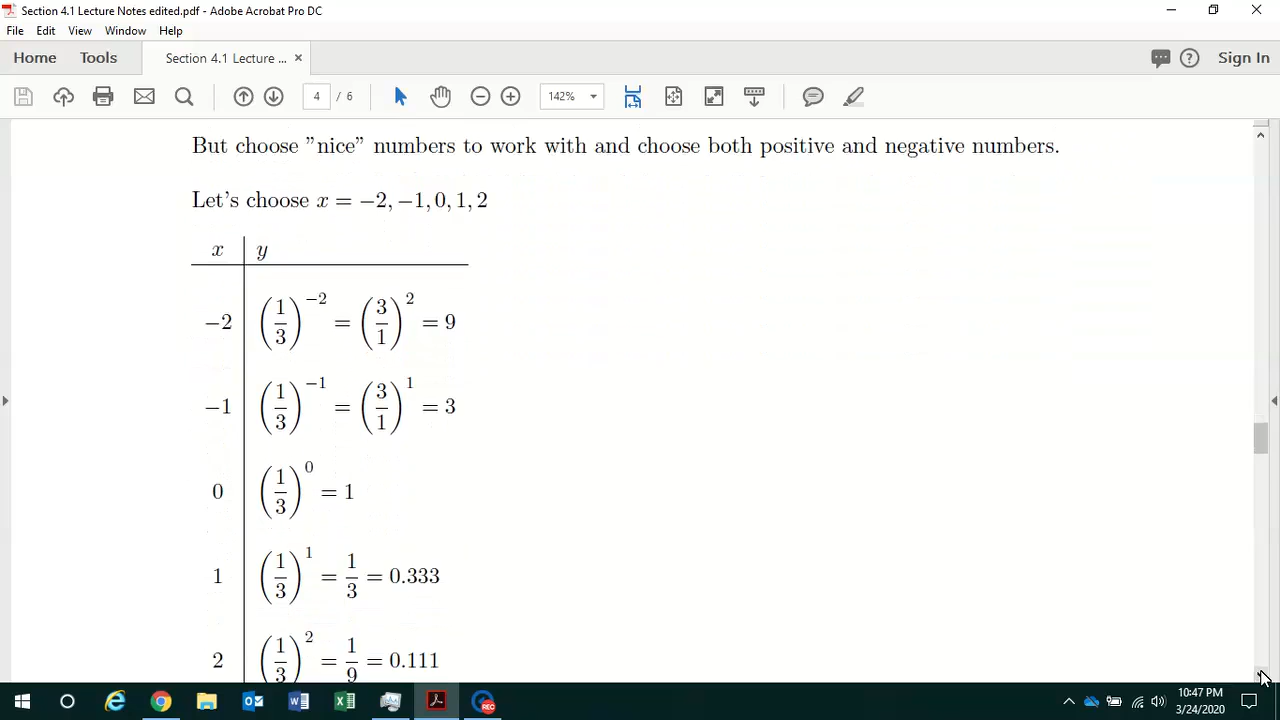 Section 4.1 Lecture Notes edited.pdf - Adobe Acrobat Pro DC
File Edit View Window Help
Home Tools Section 4.1 Lecture ... × Sign In
4 / 6 142%
But choose ”nice” numbers to work with and choose both positive and negative numbers.
Let's choose x = −2, −1, 0, 1, 2
x y
−2 (1/3)^−2 = (3/1)^2 = 9
−1 (1/3)^−1 = (3/1)^1 = 3
0 (1/3)^0 = 1
1 (1/3)^1 = 1/3 = 0.333
2 (1/3)^2 = 1/9 = 0.111
REC
10:47 PM
3/24/2020